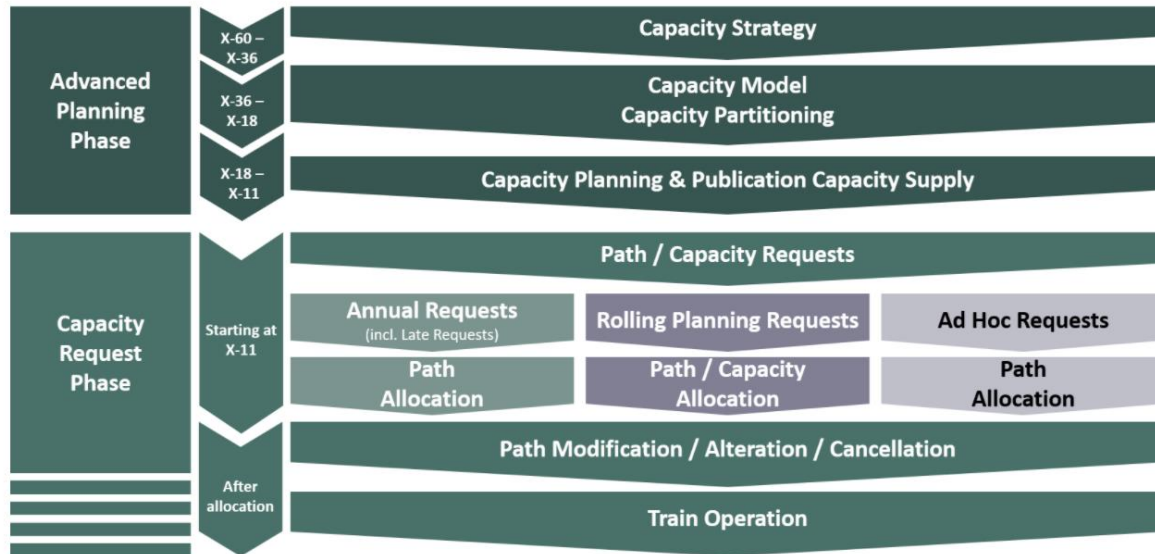 Advanced
Planning
Phase
X-60 –
X-36
Capacity Strategy
X-36 –
X-18
Capacity Model
Capacity Partitioning
X-18 –
X-11
Capacity Planning & Publication Capacity Supply
Capacity
Request
Phase
Starting at
X-11
Path / Capacity Requests
Annual Requests
(incl. Late Requests)
Rolling Planning Requests
Ad Hoc Requests
Path
Allocation
Path / Capacity
Allocation
Path
Allocation
After
allocation
Path Modification / Alteration / Cancellation
Train Operation